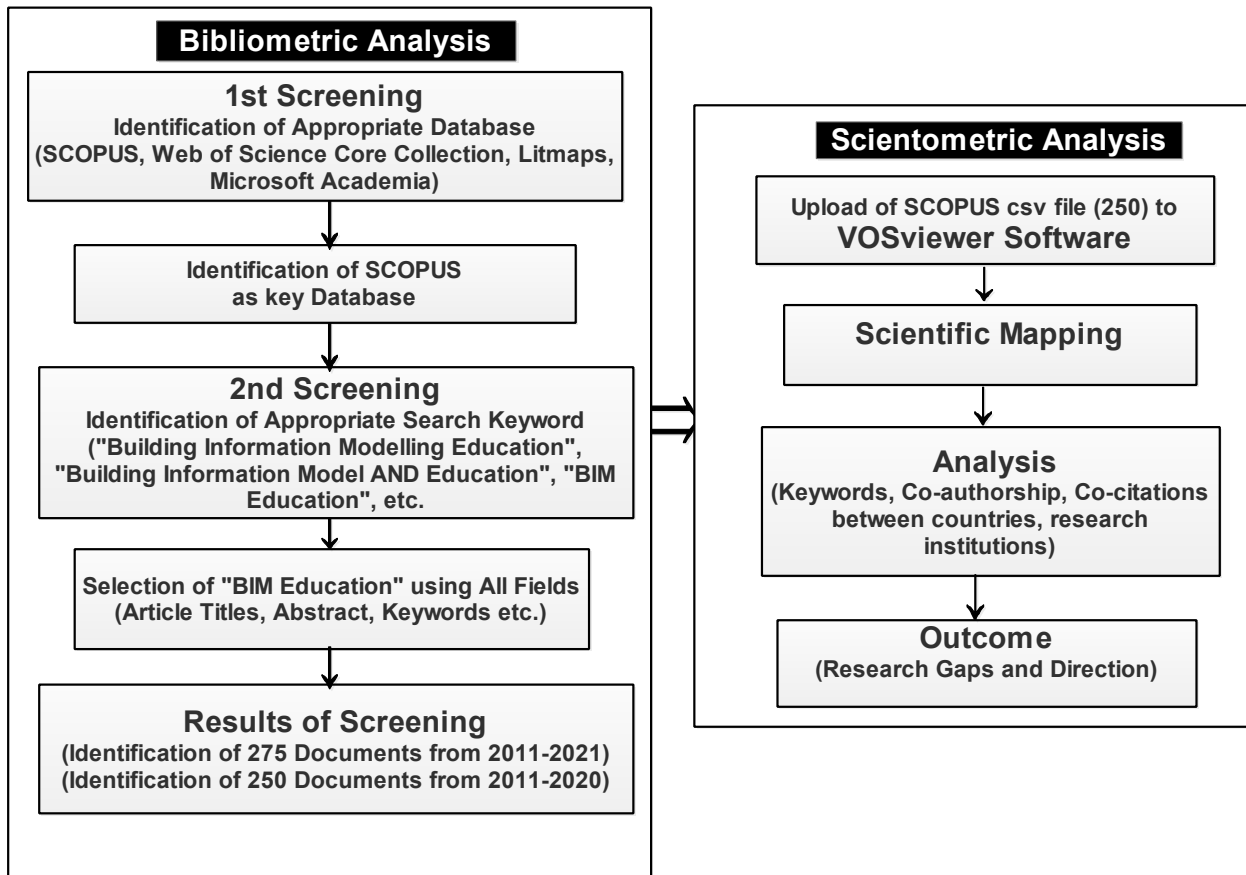 Bibliometric Analysis
1st Screening
Identification of Appropriate Database
(SCOPUS, Web of Science Core Collection, Litmaps,
Microsoft Academia)
Identification of SCOPUS
as key Database
2nd Screening
Identification of Appropriate Search Keyword
("Building Information Modelling Education",
"Building Information Model AND Education", "BIM
Education", etc.
Selection of "BIM Education" using All Fields
(Article Titles, Abstract, Keywords etc.)
Results of Screening
(Identification of 275 Documents from 2011-2021)
(Identification of 250 Documents from 2011-2020)
Scientometric Analysis
Upload of SCOPUS csv file (250) to
VOSviewer Software
Scientific Mapping
Analysis
(Keywords, Co-authorship, Co-citations
between countries, research
institutions)
Outcome
(Research Gaps and Direction)